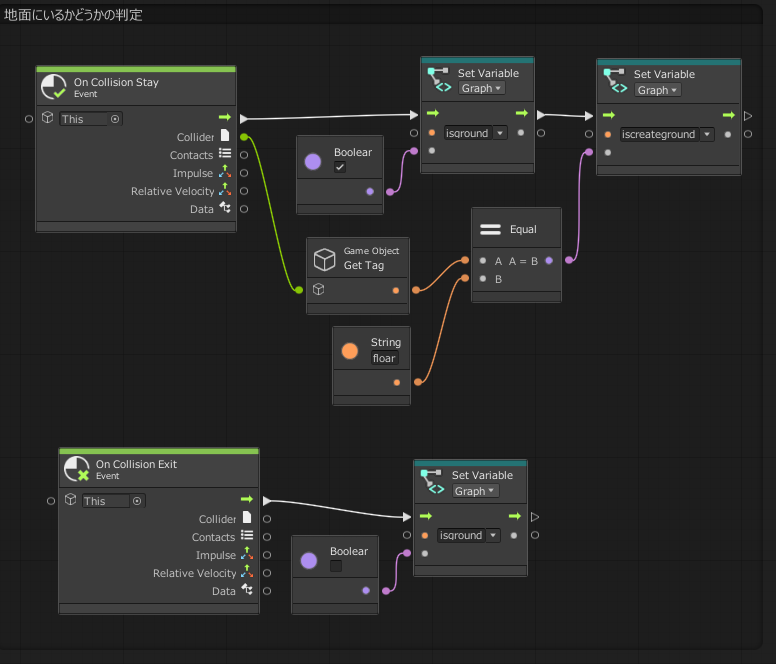 地面にいるかどうかの判定
On Collision Stay
Event
This
Collider
Contacts
Impulse
Relative Velocity
Data
Boolear
Set Variable
Graph
isground
Set Variable
Graph
iscreateground
Game Object
Get Tag
Equal
A A = B
B
String
floar
On Collision Exit
Event
This
Collider
Contacts
Impulse
Relative Velocity
Data
Boolear
Set Variable
Graph
isground